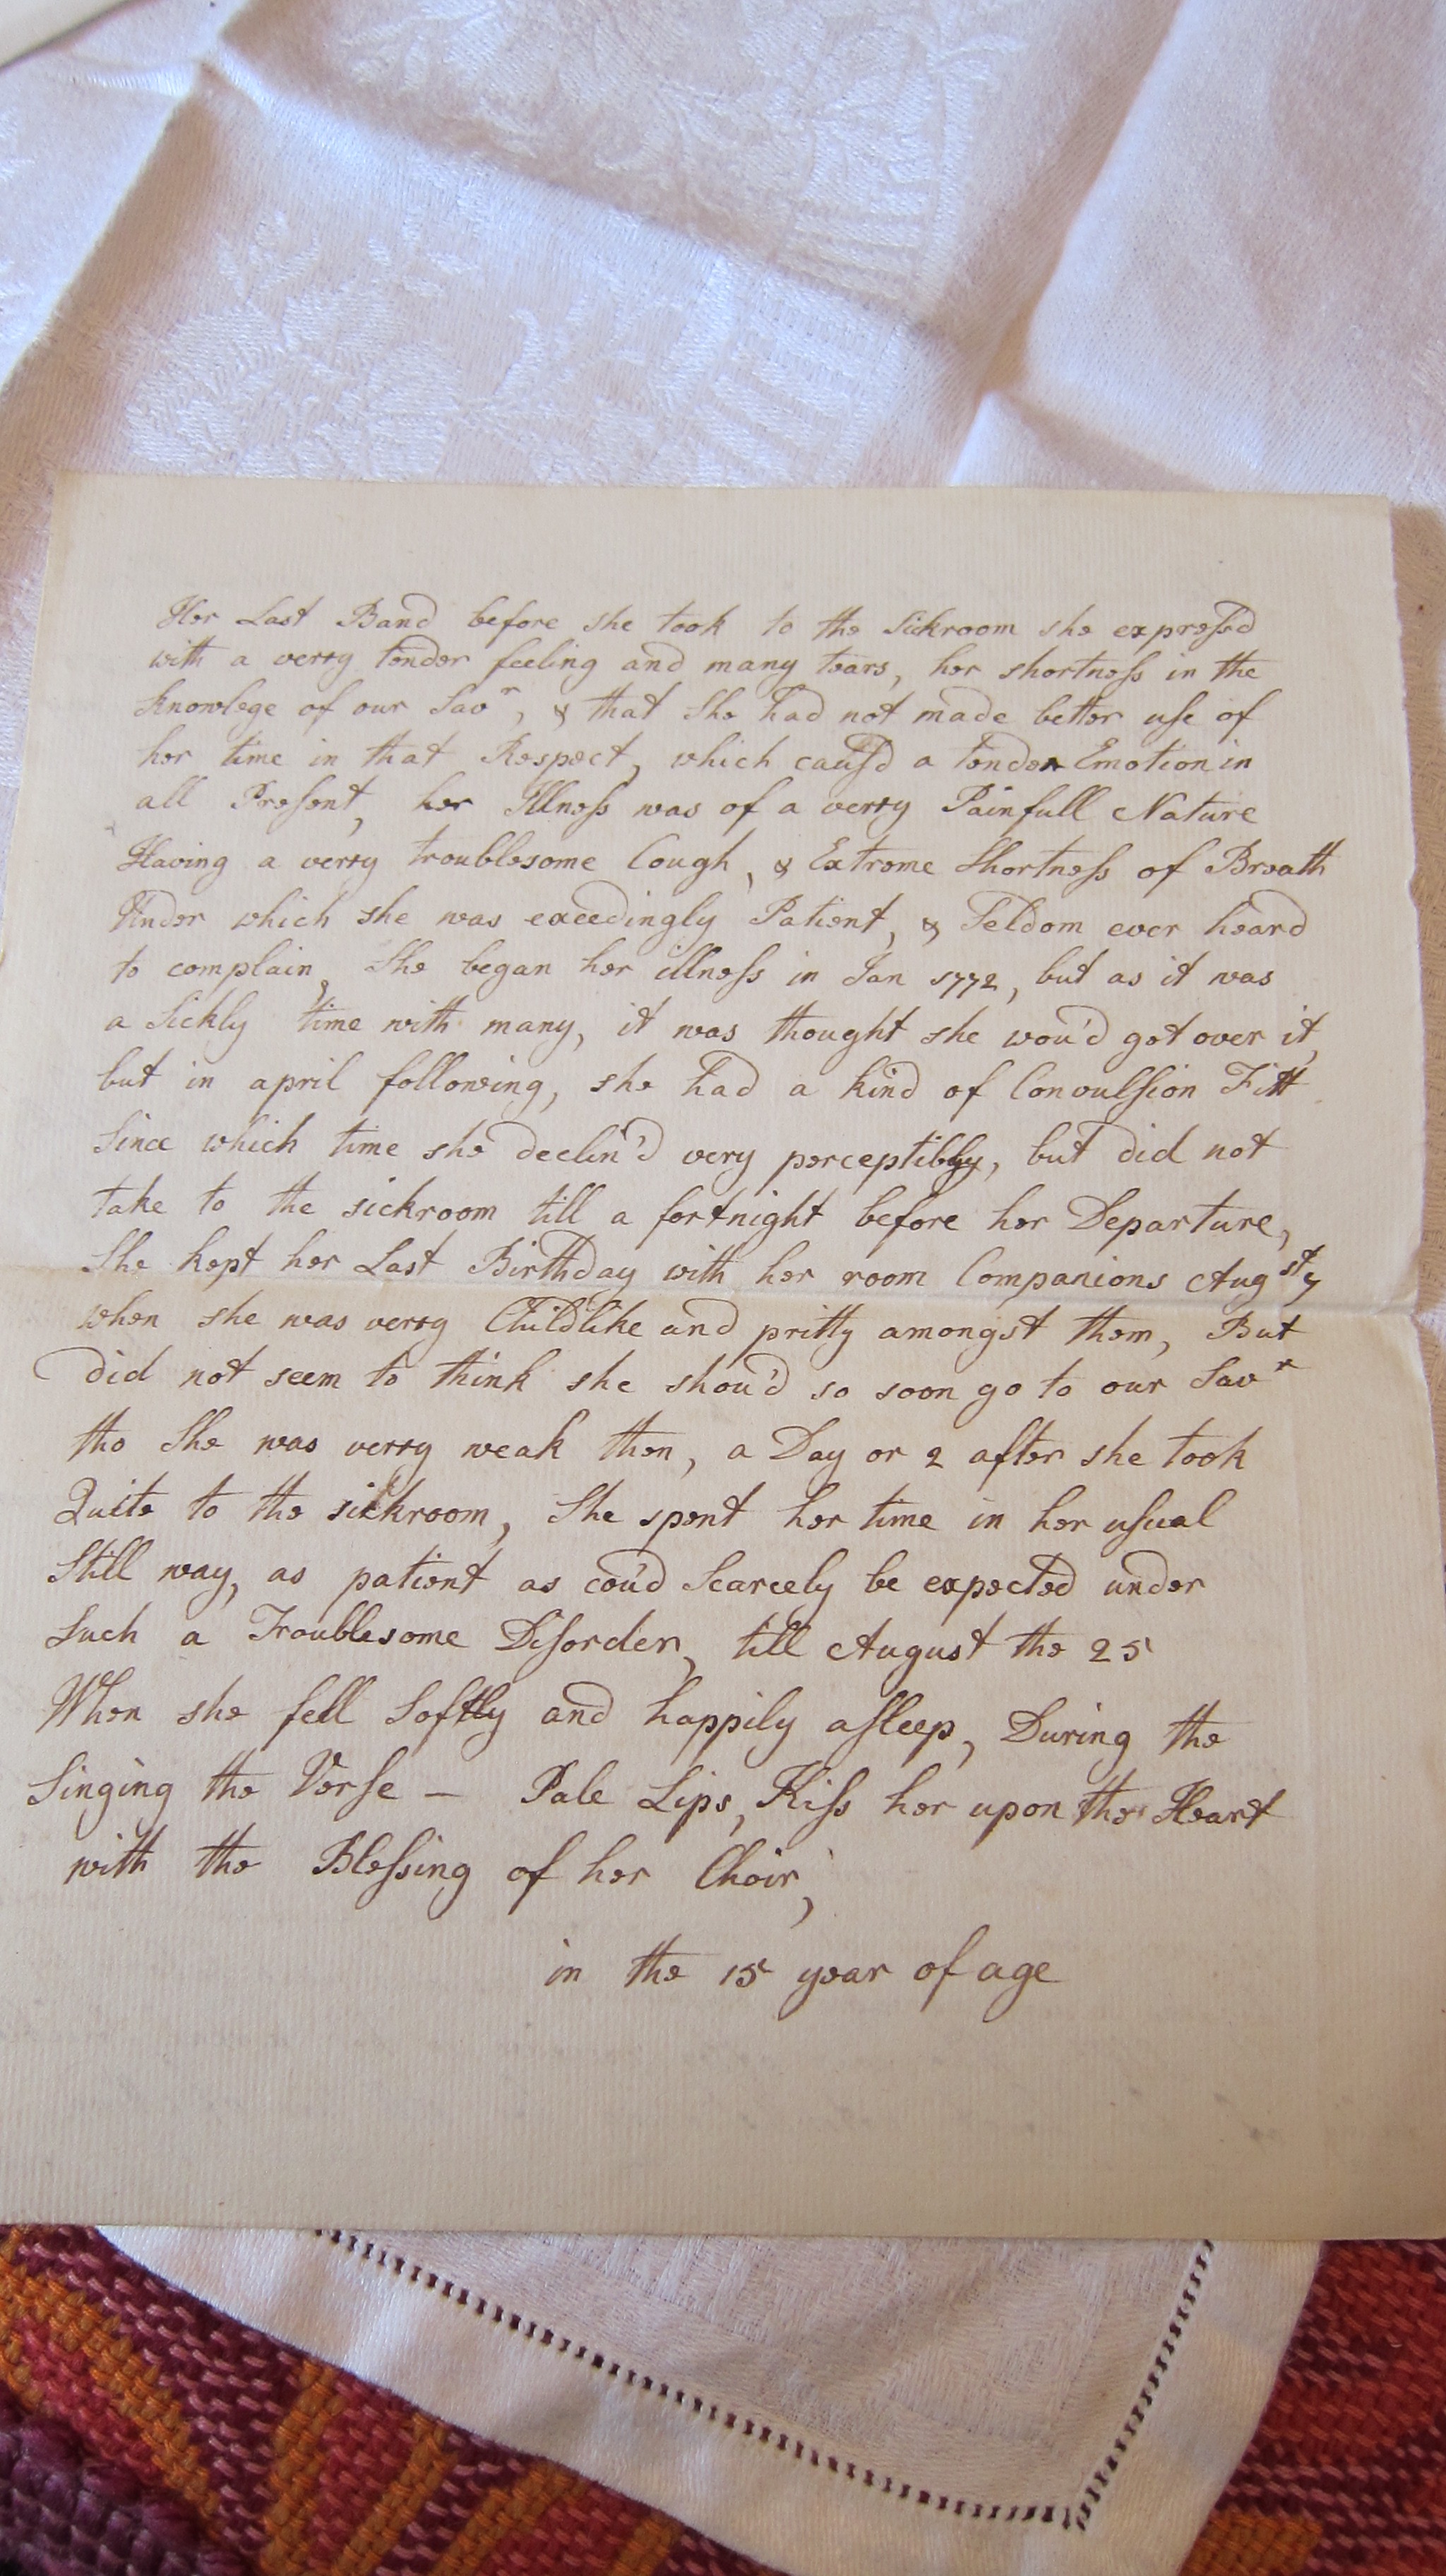 Her Last Band before she took to the Sickroom she expressd
with a verry tender feeling and many tears, her shortness in the
knowlege of our Savr, & that She had not made better use of
her time in that Respect, which causd a tender Emotion in
all Present, her Illness was of a verry Painfull Nature
Having a verry troublesome Cough, & Extreme Shortness of Breath
Under which she was exceedingly Patient, & Seldom ever heard
to complain, She began her illness in Jan 1772, but as it was
a Sickly time with many, it was thought she wou'd get over it,
but in april following, she had a kind of Convulsion Fitt
Since which time she declin'd very perceptibly, but did not
take to the sickroom till a fortnight before her Departure,
She kept her Last Birthday with her room Companions Augst 7
when she was verry Childlike and pritty amongst them, But
did not seem to think she shou'd so soon go to our Savr
tho She was verry weak then, a Day or 2 after she took
Quite to the sickroom, She spent her time in her usual
Still way, as patient as cou'd Scarcely be expected under
Such a Troublesome Disorder, till August the 25
When she fell Softly and happily asleep, During the
Singing the Verse — Pale Lips, Kiss her upon the Heart
with the Blessing of her Choir,
in the 15 year of age